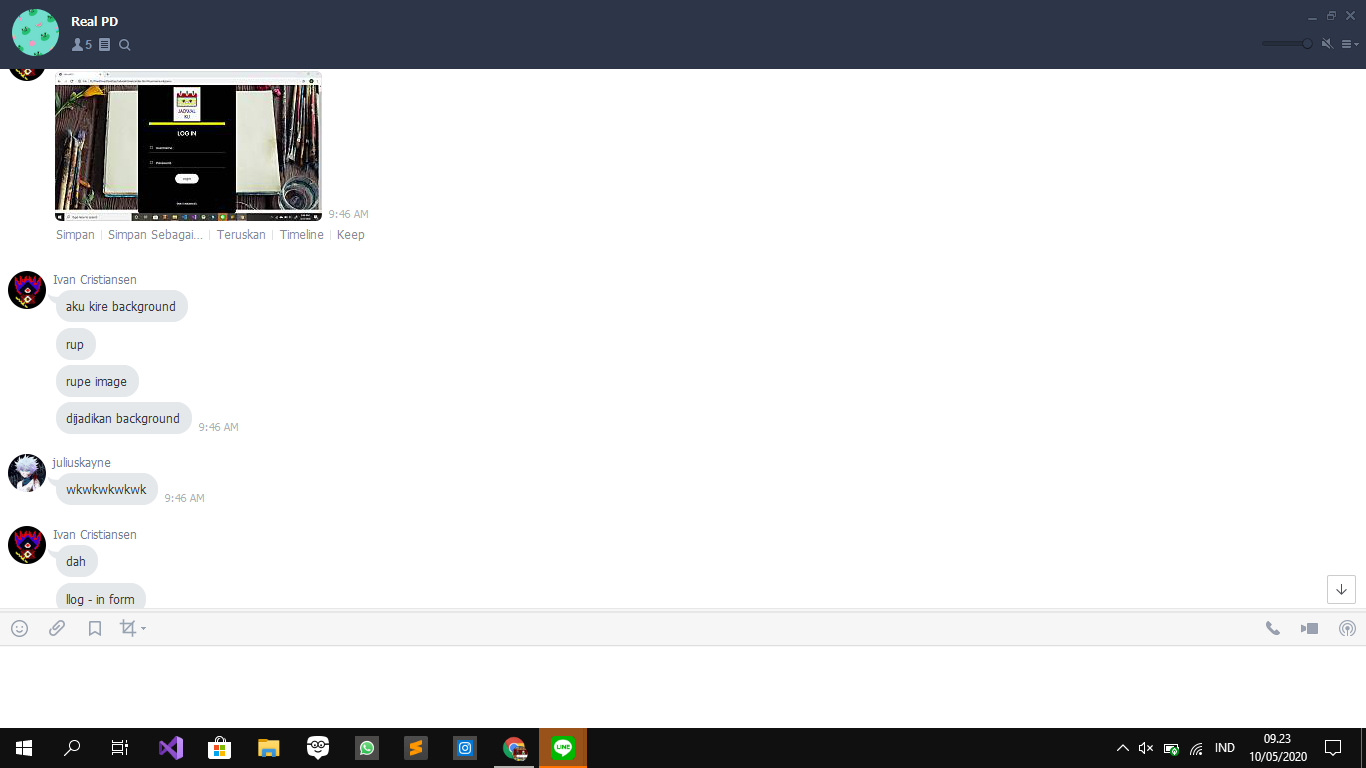 Real PD
5
JADWAL
KU
LOG IN
Username
Password
Login
9:46 AM
Simpan
Simpan Sebagai...
Teruskan
Timeline
Keep
Ivan Cristiansen
aku kire background
rup
rupe image
dijadikan background
9:46 AM
juliuskayne
wkwkwkwkwk
9:46 AM
Ivan Cristiansen
dah
llog - in form
LINE
IND
09.23
10/05/2020